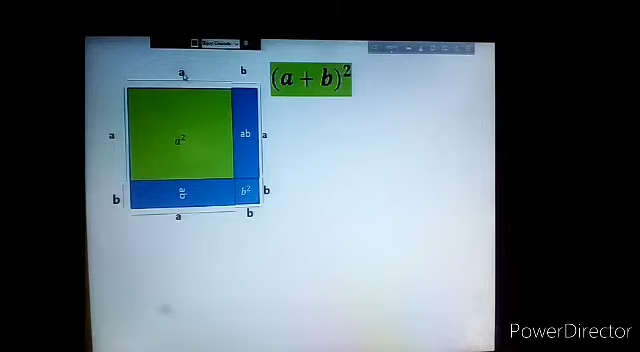 a b
(a + b)²
a a² ab a
b ab b² b
a b
PowerDirector